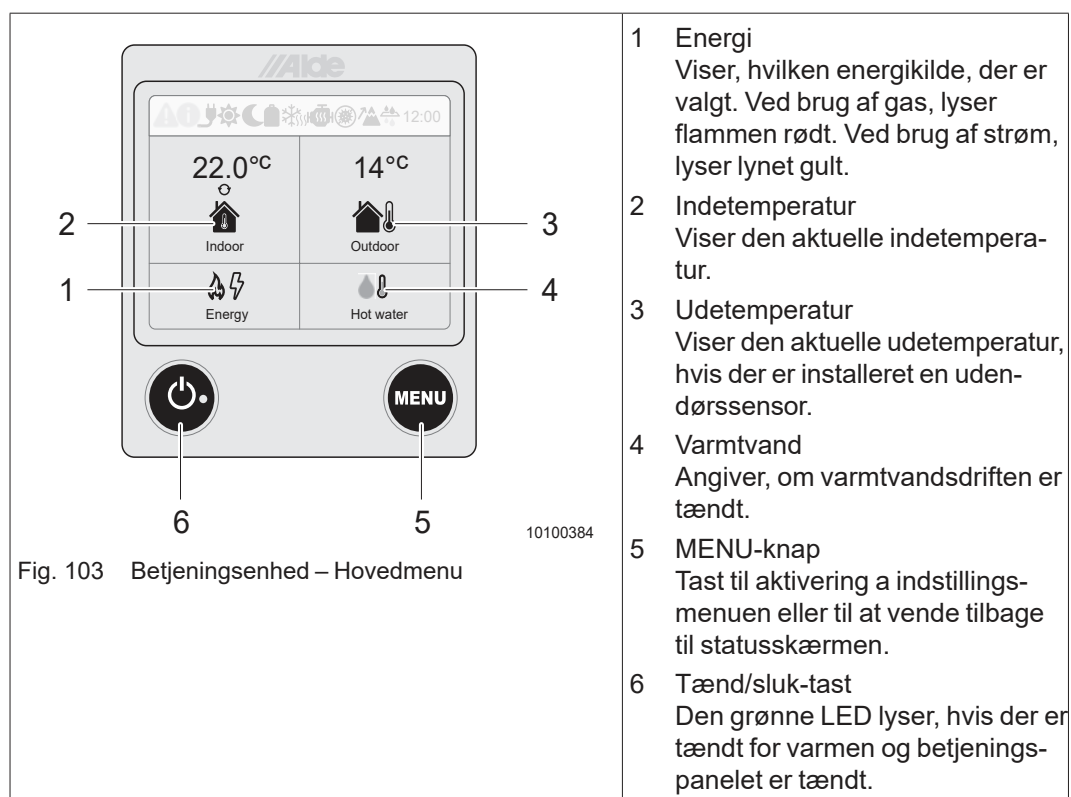 //Alde
12:00
22.0°C
14°C
Indoor
Outdoor
Energy
Hot water
MENU
1
2
3
4
5
6
10100384
Fig. 103 Betjeningsenhed – Hovedmenu
1 Energi
Viser, hvilken energikilde, der er
valgt. Ved brug af gas, lyser
flammen rødt. Ved brug af strøm,
lyser lynet gult.
2 Indetemperatur
Viser den aktuelle indetempera-
tur.
3 Udetemperatur
Viser den aktuelle udetemperatur,
hvis der er installeret en uden-
dørssensor.
4 Varmtvand
Angiver, om varmtvandsdriften er
tændt.
5 MENU-knap
Tast til aktivering a indstillings-
menuen eller til at vende tilbage
til statusskærmen.
6 Tænd/sluk-tast
Den grønne LED lyser, hvis der er
tændt for varmen og betjenings-
panelet er tændt.